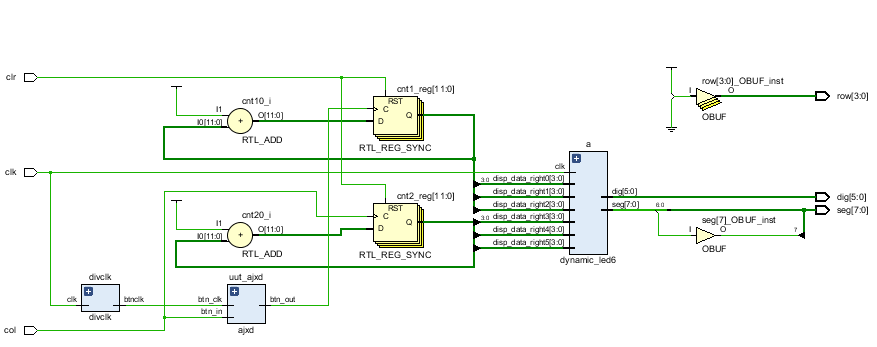 clr
cnt10_i
I1
I0[11:0]
+
O[11:0]
RTL_ADD
cnt1_reg[11:0]
RST
C
D
Q
RTL_REG_SYNC
row[3:0]_OBUF_inst
I
O
OBUF
row[3:0]
clk
cnt20_i
I1
I0[11:0]
+
O[11:0]
RTL_ADD
cnt2_reg[11:0]
RST
C
D
Q
RTL_REG_SYNC
a
+
clk
3:0 disp_data_right0[3:0]
disp_data_right1[3:0]
disp_data_right2[3:0]
3:0 disp_data_right3[3:0]
disp_data_right4[3:0]
disp_data_right5[3:0]
dig[5:0]
seg[7:0]
dynamic_led6
6:0
seg[7]_OBUF_inst
I
O
7
OBUF
dig[5:0]
seg[7:0]
divclk
+
clk
btnclk
divclk
uut_ajxd
+
btn_clk
btn_in
btn_out
ajxd
col